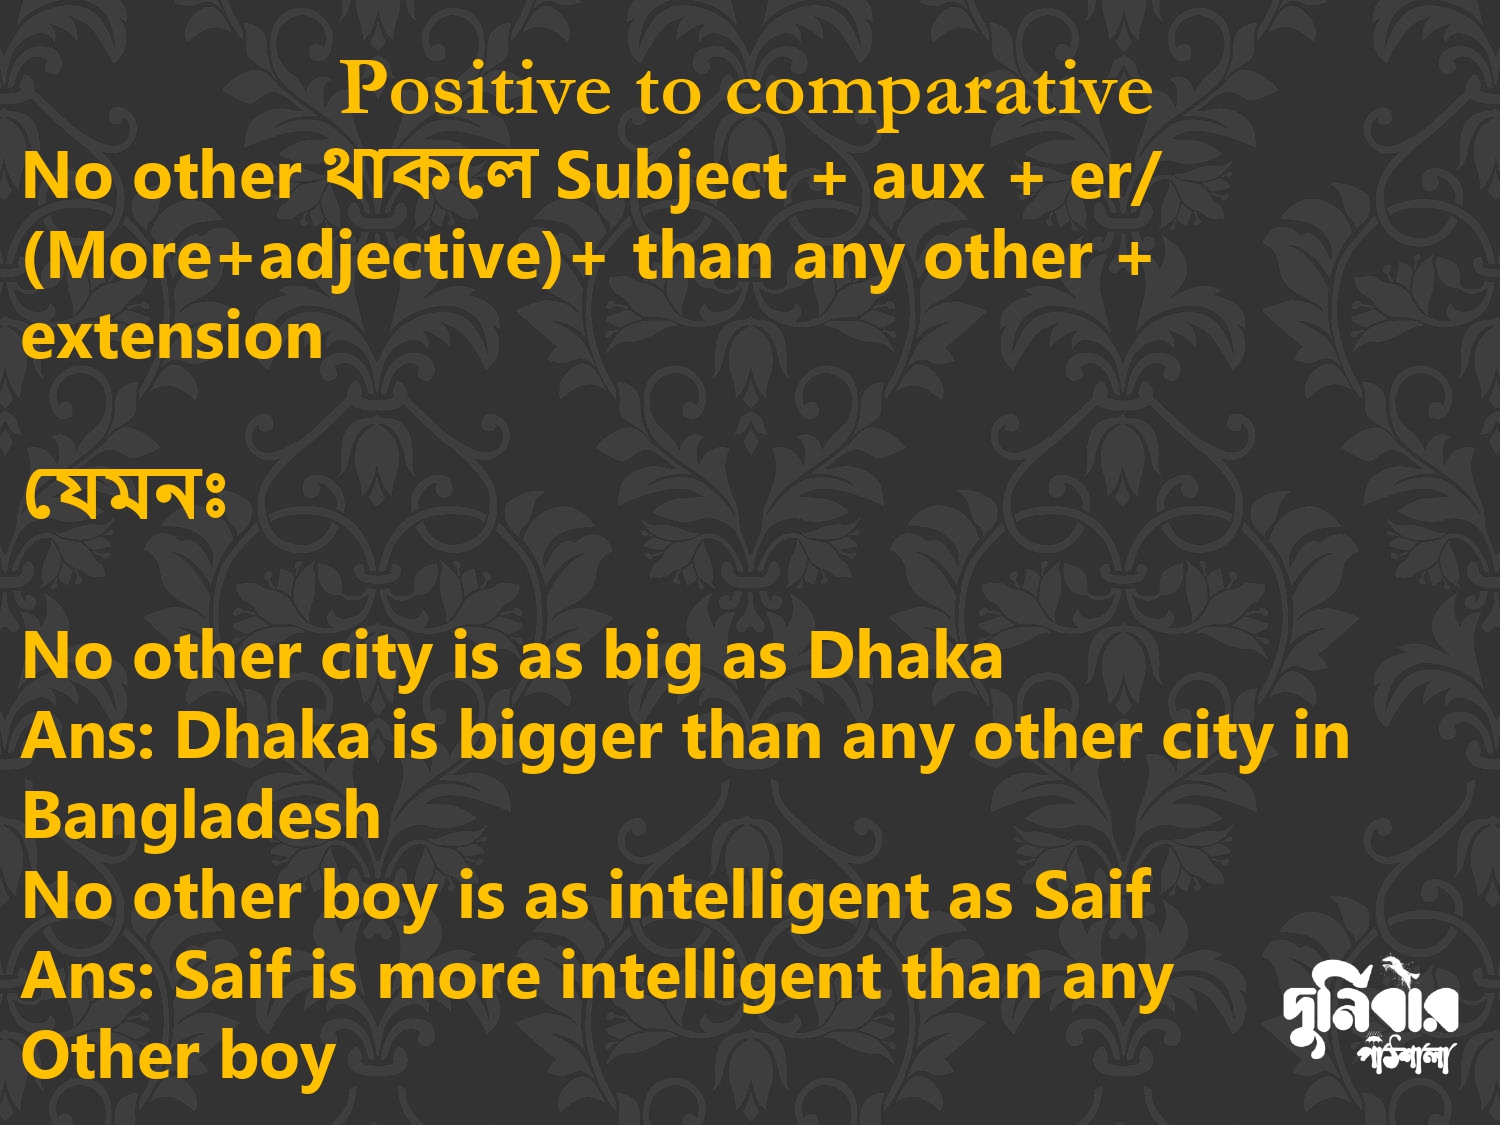 Positive to comparative
No other থাকলে Subject + aux + er/
(More+adjective)+ than any other +
extension
যেমনঃ
No other city is as big as Dhaka
Ans: Dhaka is bigger than any other city in
Bangladesh
No other boy is as intelligent as Saif
Ans: Saif is more intelligent than any
Other boy
দুর্নিবার
পাঠশালা